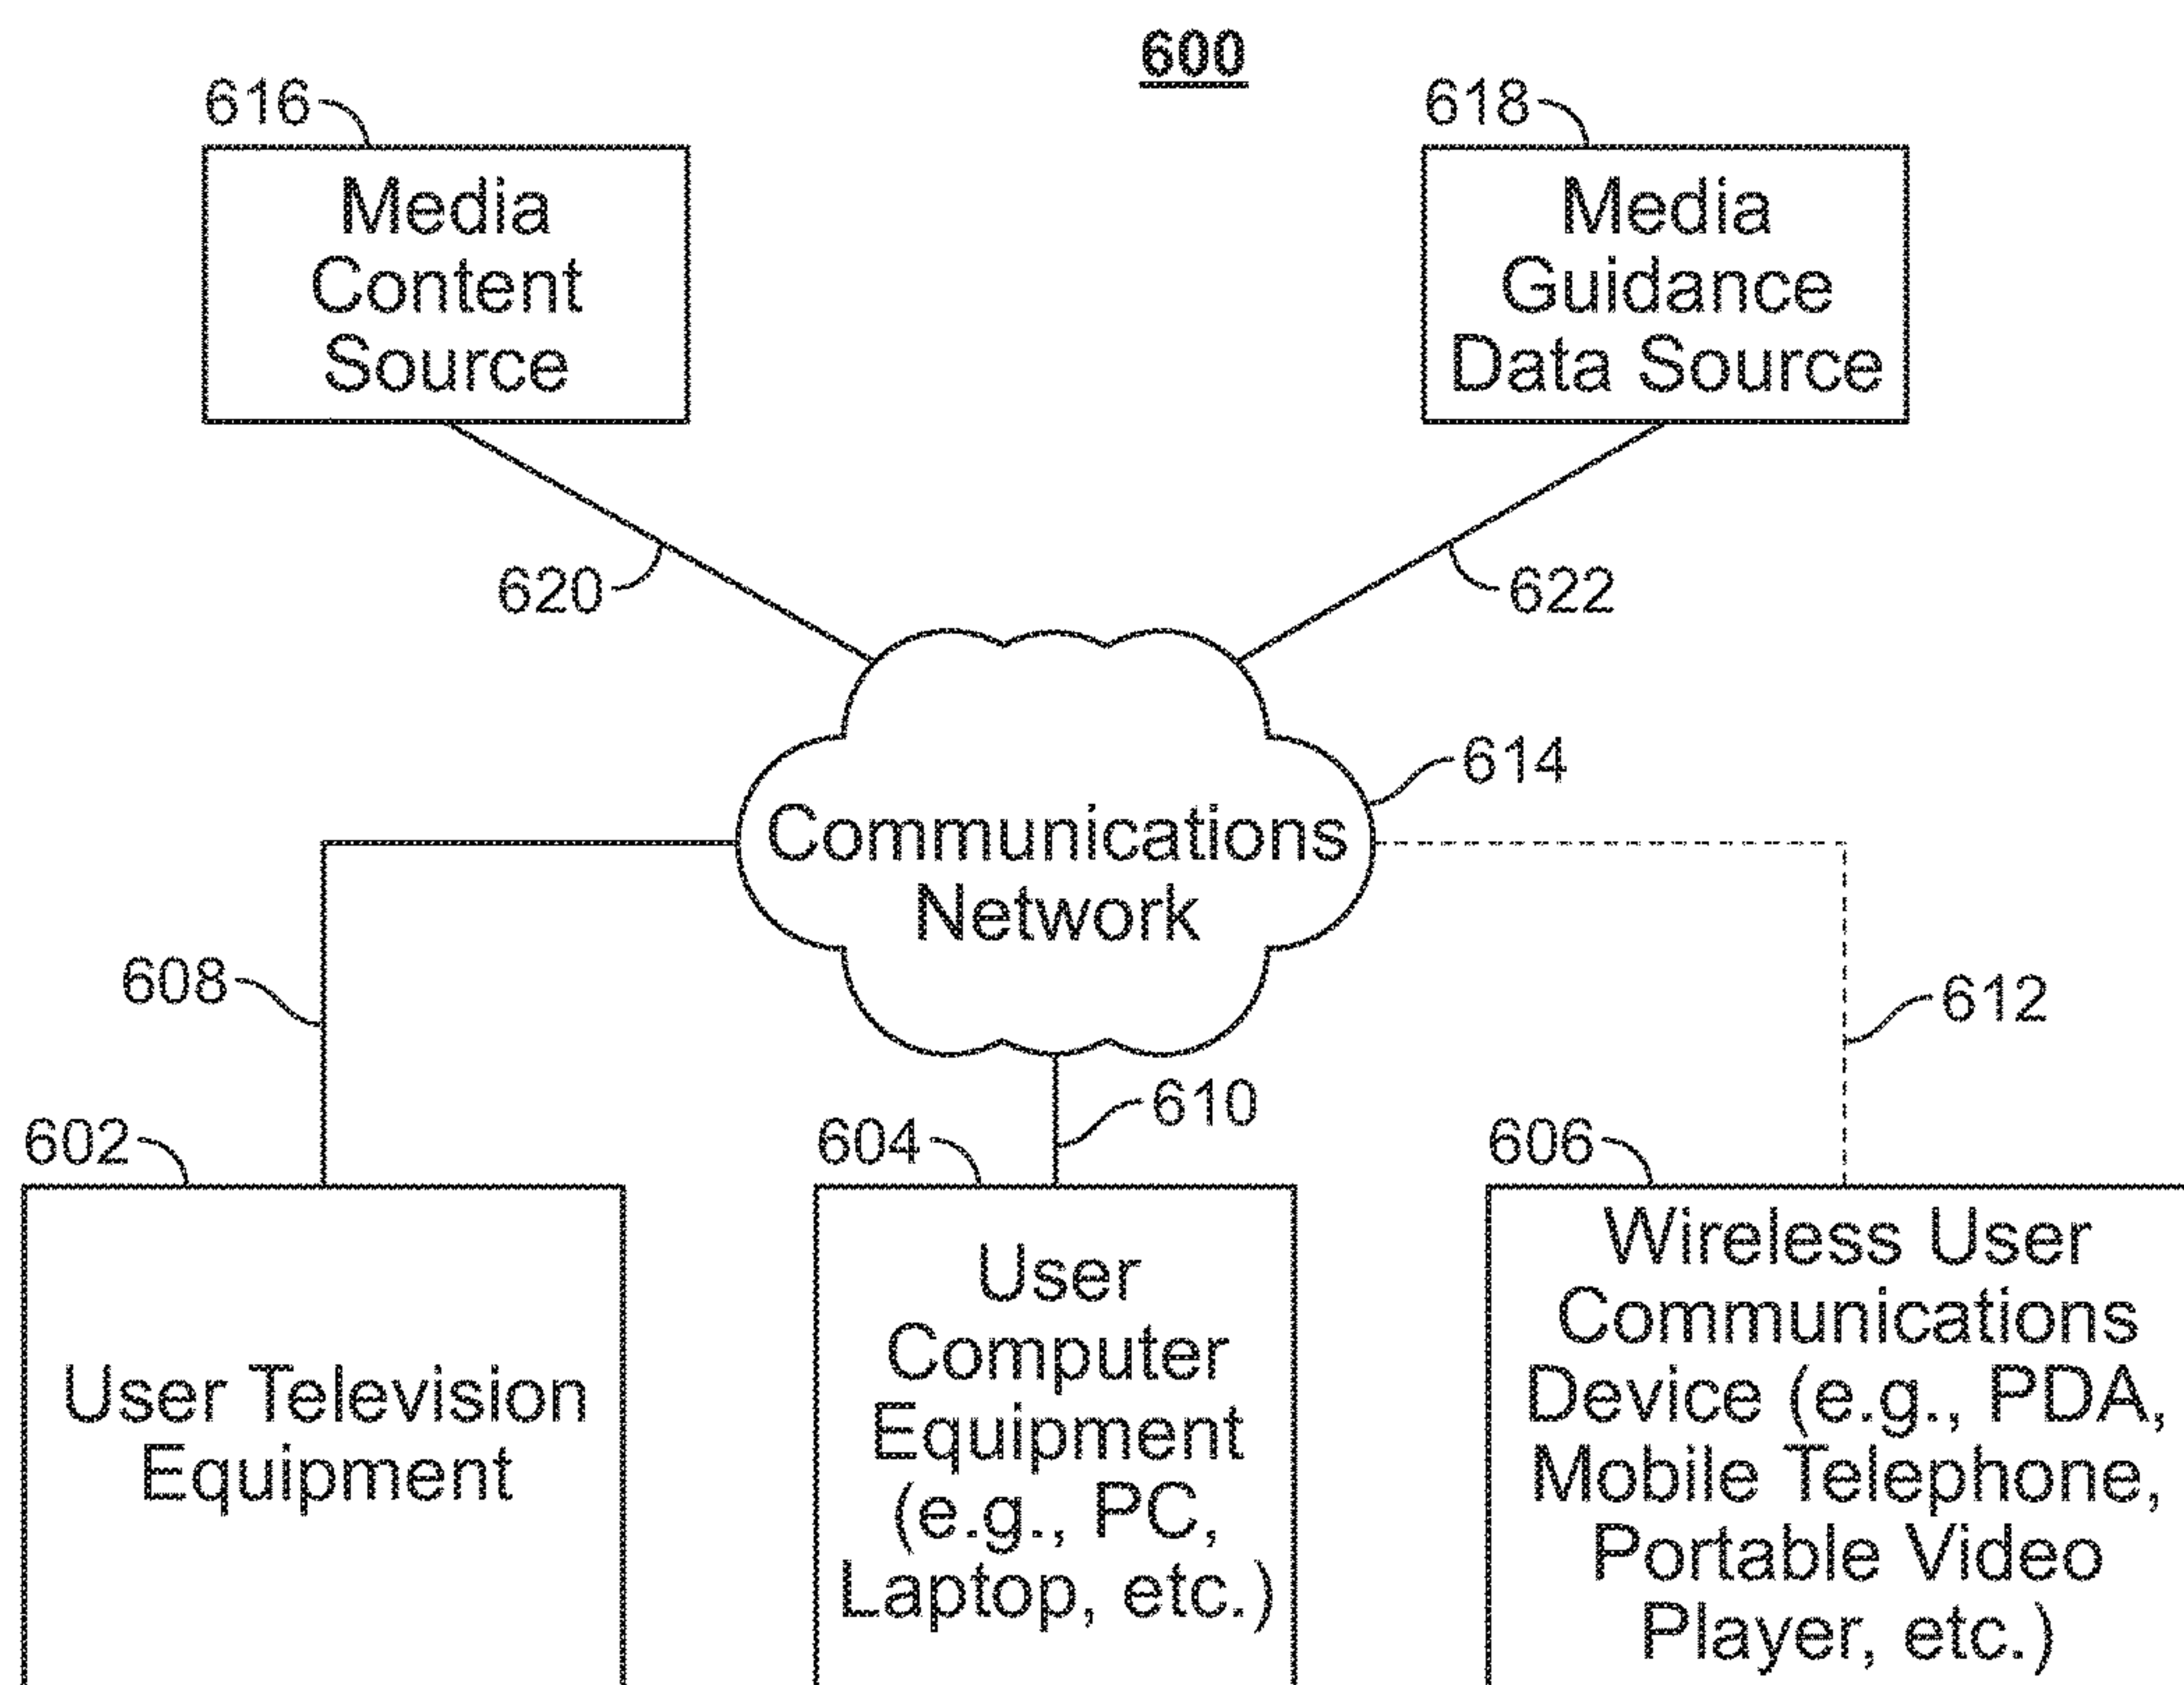 600
616
618
Media
Content
Source
Media
Guidance
Data Source
620
622
614
Communications
Network
608
612
610
602
604
606
User Television
Equipment
User
Computer
Equipment
(e.g., PC,
Laptop, etc.)
Wireless User
Communications
Device (e.g., PDA,
Mobile Telephone,
Portable Video
Player, etc.)